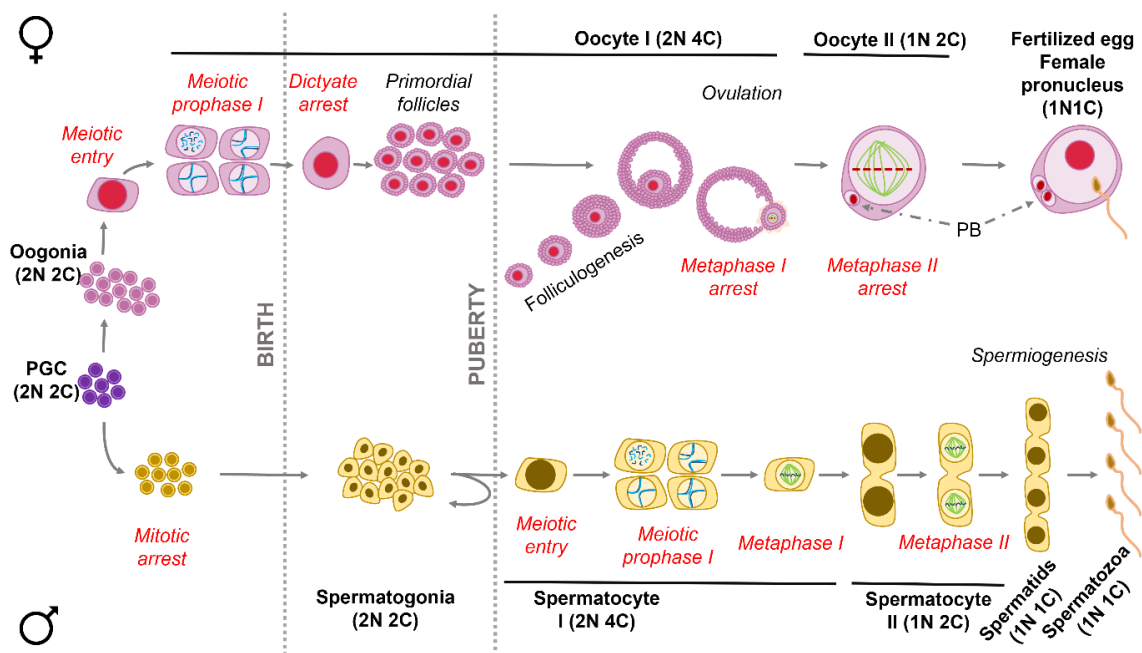 Oocyte I (2N 4C)
Oocyte II (1N 2C)
Fertilized egg
Female
pronucleus
(1N1C)
Meiotic
prophase I
Dictyate
arrest
Primordial
follicles
Ovulation
Meiotic
entry
Oogonia
(2N 2C)
Folliculogenesis
Metaphase I
arrest
Metaphase II
arrest
PB
BIRTH
PUBERTY
PGC
(2N 2C)
Spermiogenesis
Mitotic
arrest
Meiotic
entry
Meiotic
prophase I
Metaphase I
Metaphase II
Spermatogonia
(2N 2C)
Spermatocyte
I (2N 4C)
Spermatocyte
II (1N 2C)
Spermatids
(1N 1C)
Spermatozoa
(1N 1C)